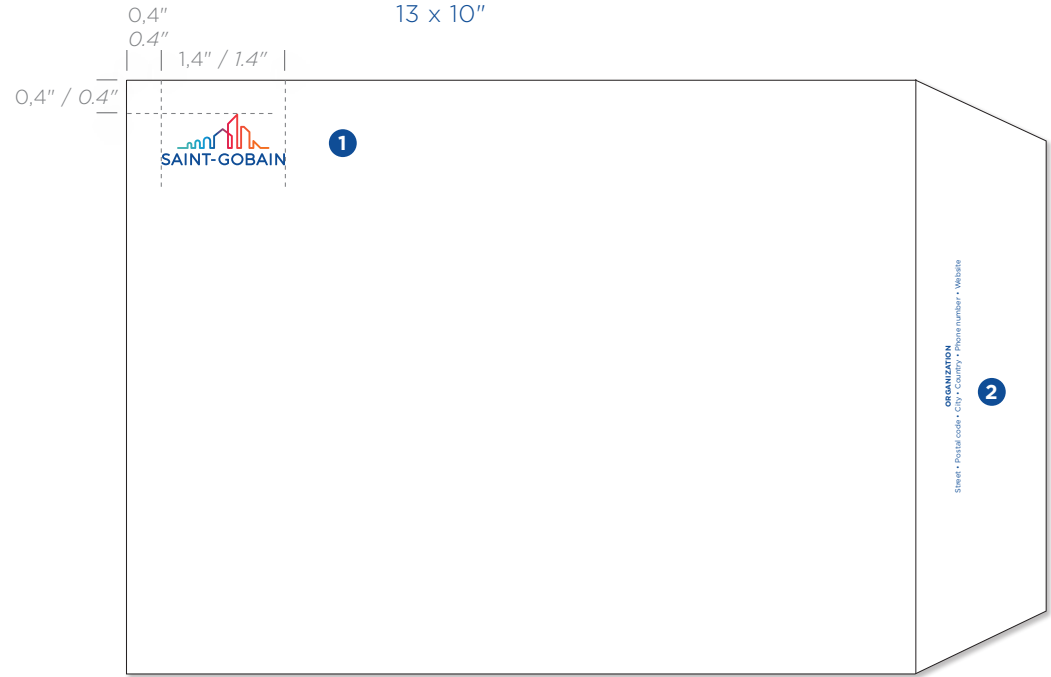 0,4"
0.4"
13 x 10"
1,4" / 1.4"
0,4" / 0.4"
SAINT-GOBAIN
1
ORGANIZATION
Street • Postal code • City • Country • Phone number • Website
2